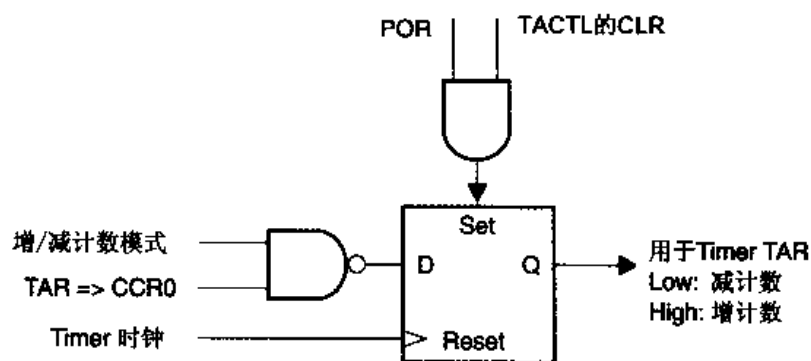 POR TACTL的CLR
Set
增/减计数模式
D Q
用于Timer TAR
TAR => CCR0
Low: 减计数
High: 增计数
Timer 时钟
Reset